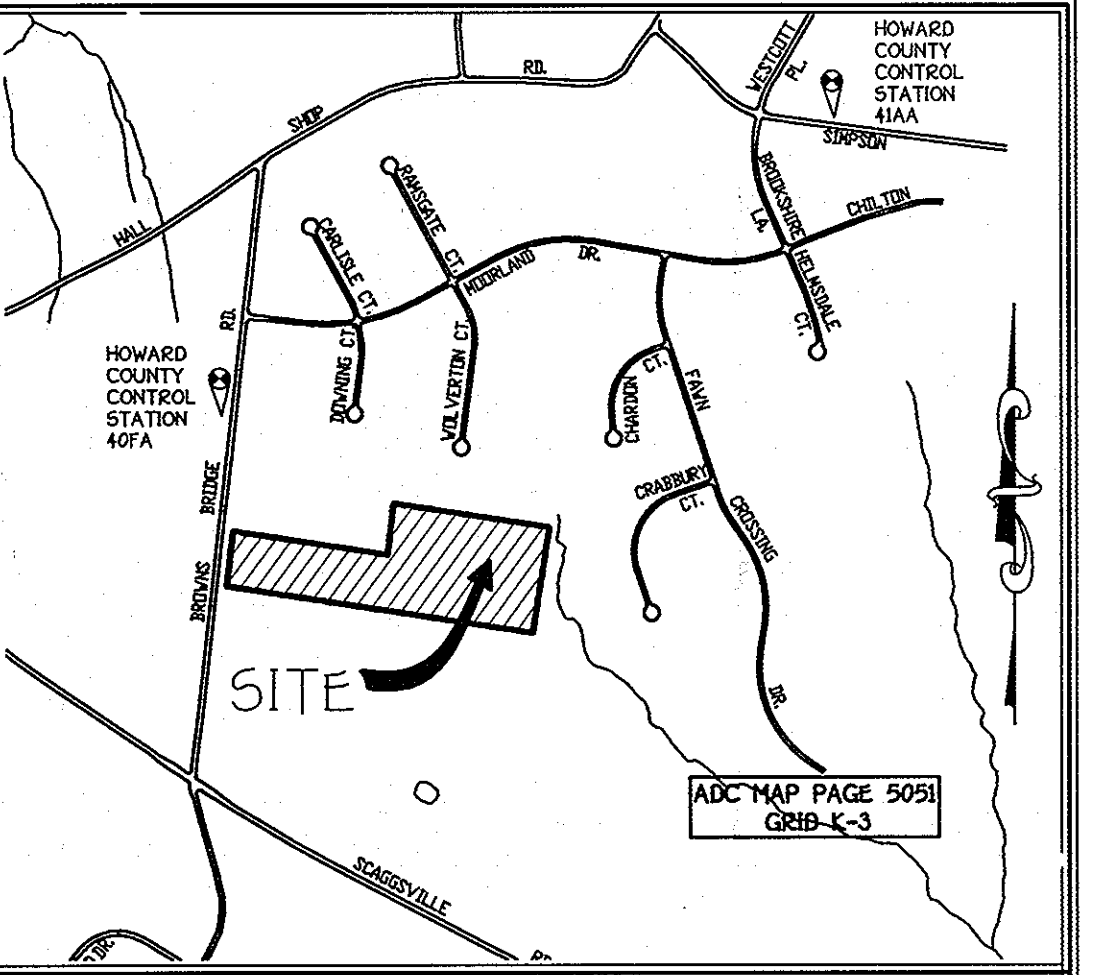 HOWARD
COUNTY
CONTROL
STATION
41AA
WESTCOTT
PL.
RD.
SHOP
SIMPSON
HALL
RAMSGATE CT.
CARLISLE CT.
BROOKSHIRE
LA.
CHILTON
MOORLAND
DR.
HELMSDALE
CT.
RD.
DOWNING CT.
WOLVERTON CT.
HOWARD
COUNTY
CONTROL
STATION
40FA
CT.
CHARDON
FAWN
BRIDGE
CRABBURY
CT.
CROSSING
BROWNS
SITE
DR.
ADC MAP PAGE 5051
GRID K-3
SCAGGSVILLE
DR.